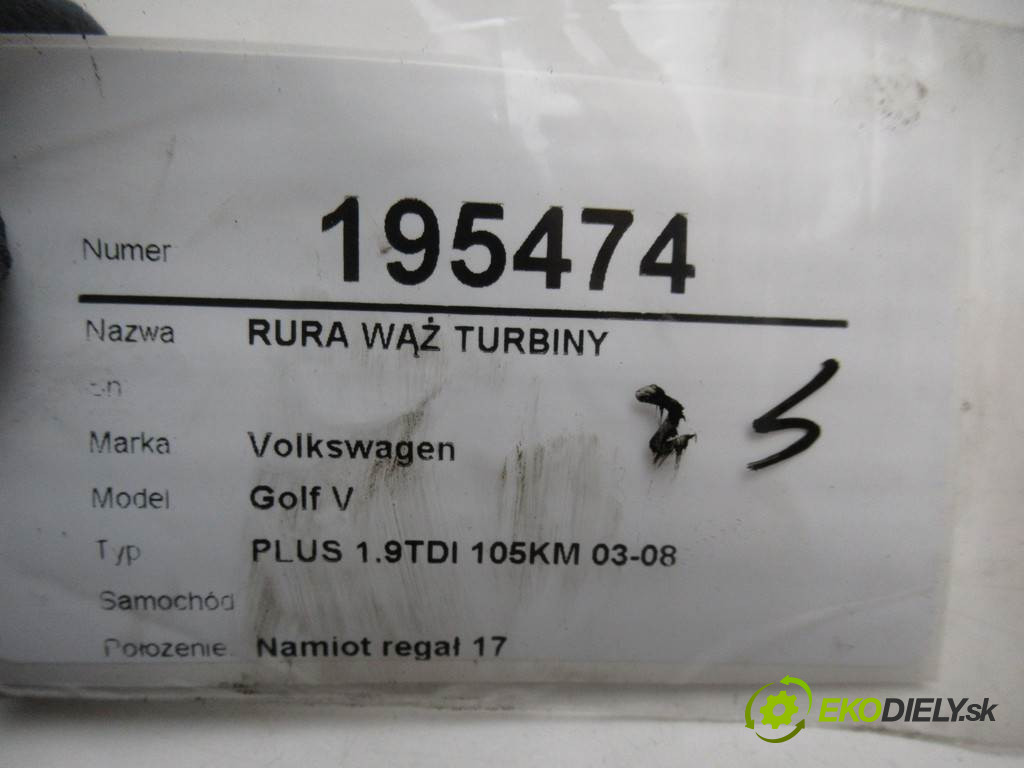 Numer 195474
Nazwa RURA WĄŻ TURBINY
25
Marka Volkswagen
Model Golf V
Typ PLUS 1.9TDI 105KM 03-08
Samochód
Położenie Namiot regał 17
EKODIELY.sk